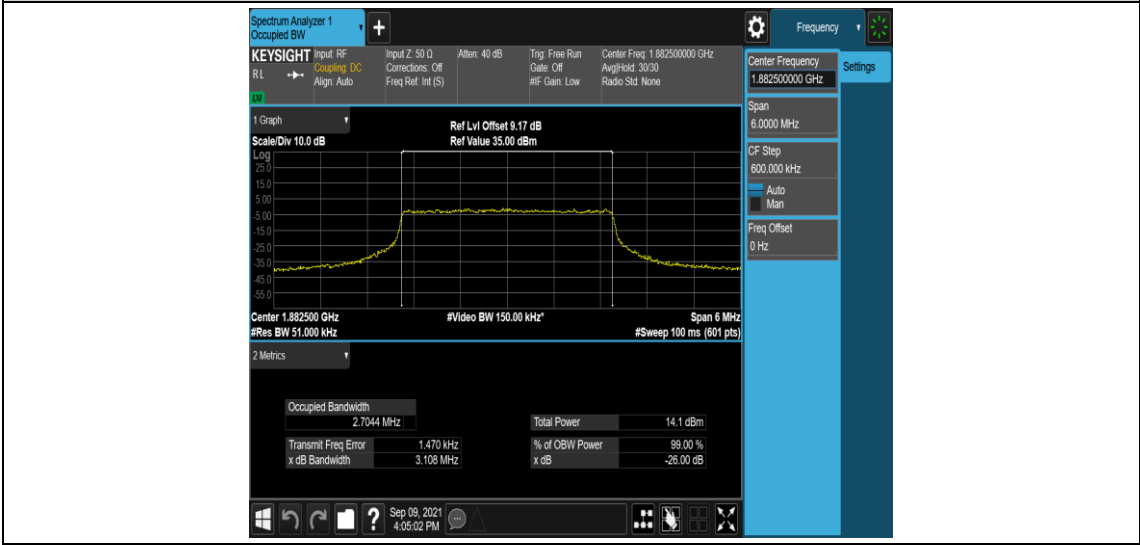 Spectrum Analyzer 1
Occupied BW
+
Frequency
KEYSIGHT
RL
LM
Input: RF
Coupling: DC
Align: Auto
Input Z: 50 Ω
Corrections: Off
Freq Ref: Int (S)
Atten: 40 dB
Trig: Free Run
Gate: Off
#IF Gain: Low
Center Freq: 1.882500000 GHz
Avg|Hold: 30/30
Radio Std: None
Center Frequency
1.882500000 GHz
Settings
Span
6.0000 MHz
CF Step
600.000 kHz
Auto
Man
Freq Offset
0 Hz
1 Graph
Scale/Div 10.0 dB
Ref Lvl Offset 9.17 dB
Ref Value 35.00 dBm
Log
25.0
15.0
5.00
-5.00
-15.0
-25.0
-35.0
-45.0
-55.0
Center 1.882500 GHz
#Video BW 150.00 kHz*
Span 6 MHz
#Res BW 51.000 kHz
#Sweep 100 ms (601 pts)
2 Metrics
Occupied Bandwidth
2.7044 MHz
Total Power 14.1 dBm
Transmit Freq Error 1.470 kHz
% of OBW Power 99.00 %
x dB Bandwidth 3.108 MHz
x dB -26.00 dB
?
Sep 09, 2021
4:05:02 PM